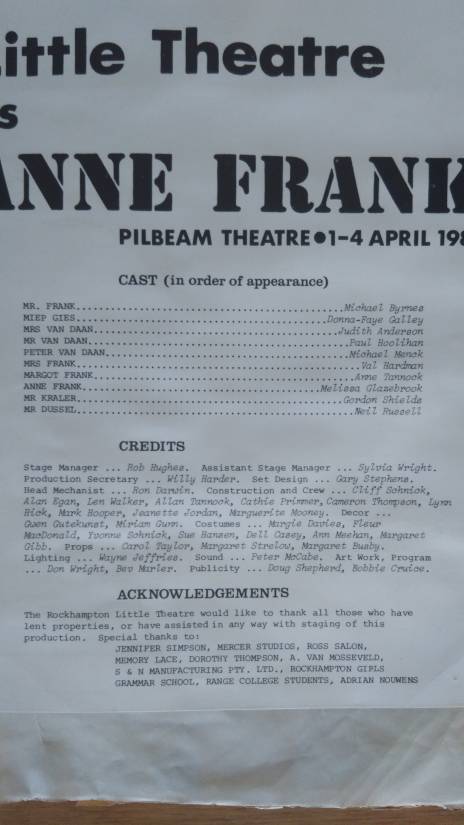 Little Theatre
s
ANNE FRANK
PILBEAM THEATRE●1-4 APRIL 198
CAST (in order of appearance)
MR. FRANK....Michael Byrnes
MIEP GIES....Donna-Faye Galley
MRS VAN DAAN....Judith Anderson
MR VAN DAAN....Paul Hoolihan
PETER VAN DAAN....Michael Menck
MRS FRANK....Val Hardman
MARGOT FRANK....Anne Tannock
ANNE FRANK....Melissa Glazebrook
MR KRALER....Gordon Shields
MR DUSSEL....Neil Russell
CREDITS
Stage Manager ... Rob Hughes. Assistant Stage Manager ... Sylvia Wright.
Production Secretary ... Willy Harder. Set Design ... Gary Stephens.
Head Mechanist ... Ron Darwin. Construction and Crew ... Cliff Schnick,
Alan Egan, Len Walker, Allan Tannock, Cathie Primmer, Cameron Thompson, Lynn
Hick, Mark Hooper, Jeanette Jordan, Marguerite Mooney. Decor ...
Gwen Gutekunst, Miriam Gunn. Costumes ... Margie Davies, Fleur
MacDonald, Yvonne Schnick, Sue Hansen, Dell Casey, Ann Meehan, Margaret
Gibb. Props ... Carol Taylor, Margaret Strelow, Margaret Busby.
Lighting ... Wayne Jeffries. Sound ... Peter McCabe. Art Work, Program
... Don Wright, Bev Marler. Publicity ... Doug Shepherd, Bobbie Cruice.
ACKNOWLEDGEMENTS
The Rockhampton Little Theatre would like to thank all those who have
lent properties, or have assisted in any way with staging of this
production. Special thanks to:
JENNIFER SIMPSON, MERCER STUDIOS, ROSS SALON,
MEMORY LACE, DOROTHY THOMPSON, A. VAN MOSSEVELD,
S & N MANUFACTURING PTY. LTD., ROCKHAMPTON GIRLS
GRAMMAR SCHOOL, RANGE COLLEGE STUDENTS, ADRIAN NOUWENS